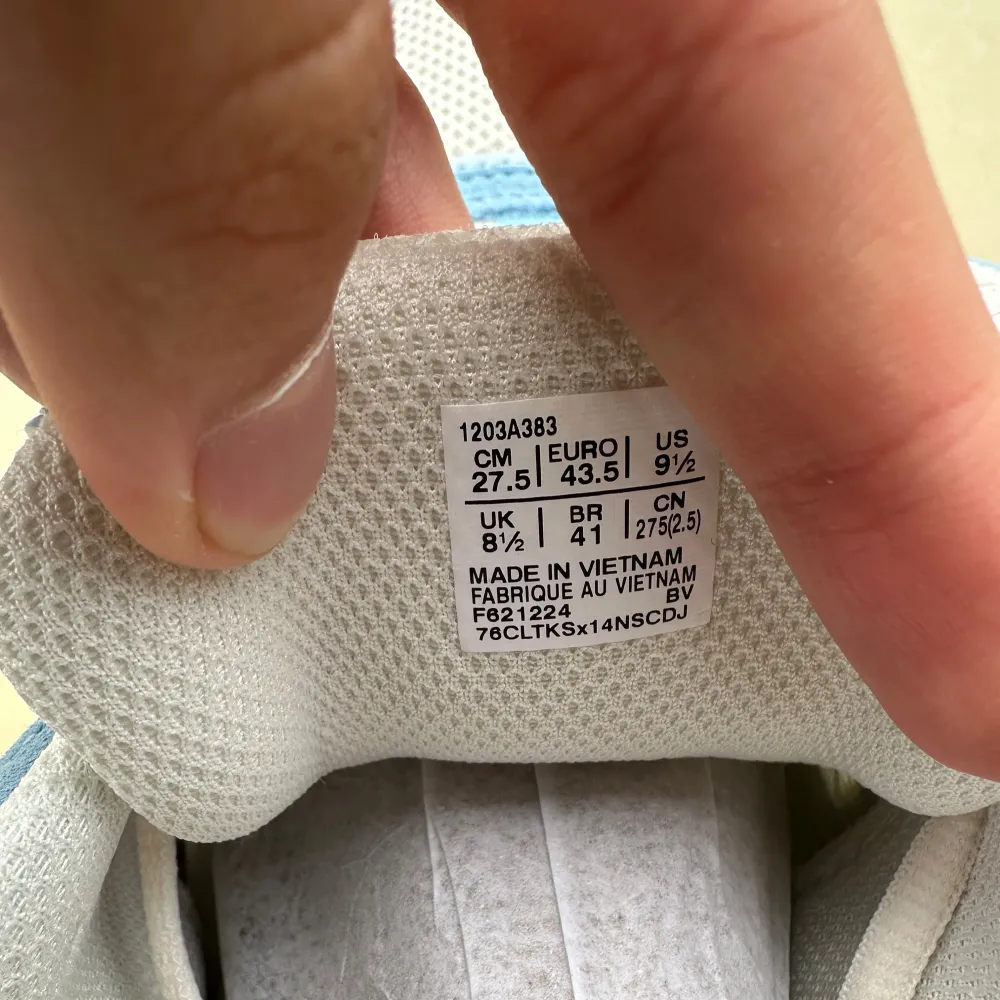 1203A383
CM EURO US
27.5 43.5 9½
UK BR CN
8½ 41 275(2.5)
MADE IN VIETNAM
FABRIQUE AU VIETNAM
F621224 BV
76CLTKSx14NSCDJ